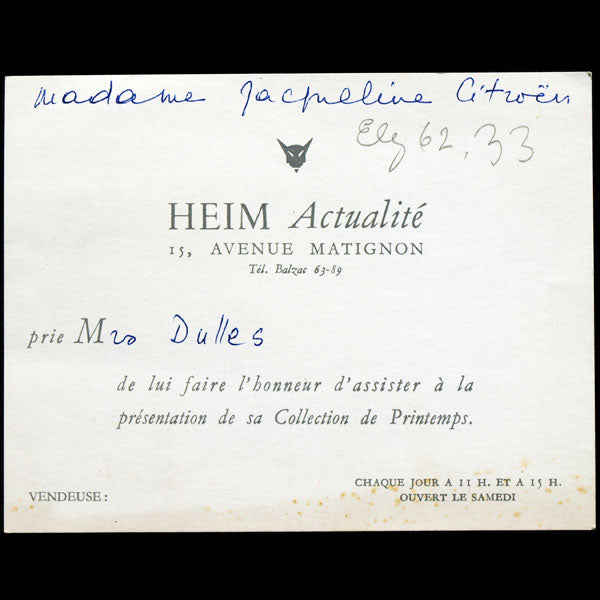 Madame Jacqueline Citroën
Ely 62.33
HEIM Actualité
15, AVENUE MATIGNON
Tél. Balzac 63-89
prie Mrs Dulles
de lui faire l'honneur d'assister à la
présentation de sa Collection de Printemps.
CHAQUE JOUR A 11 H. ET A 15 H.
VENDEUSE : OUVERT LE SAMEDI